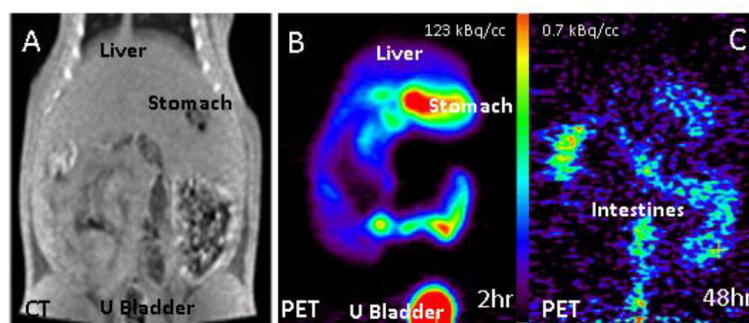 A
Liver
Stomach
CT
U Bladder
B
123 kBq/cc
Liver
Stomach
PET
U Bladder
2hr
0.7 kBq/cc
C
Intestines
PET
48hr